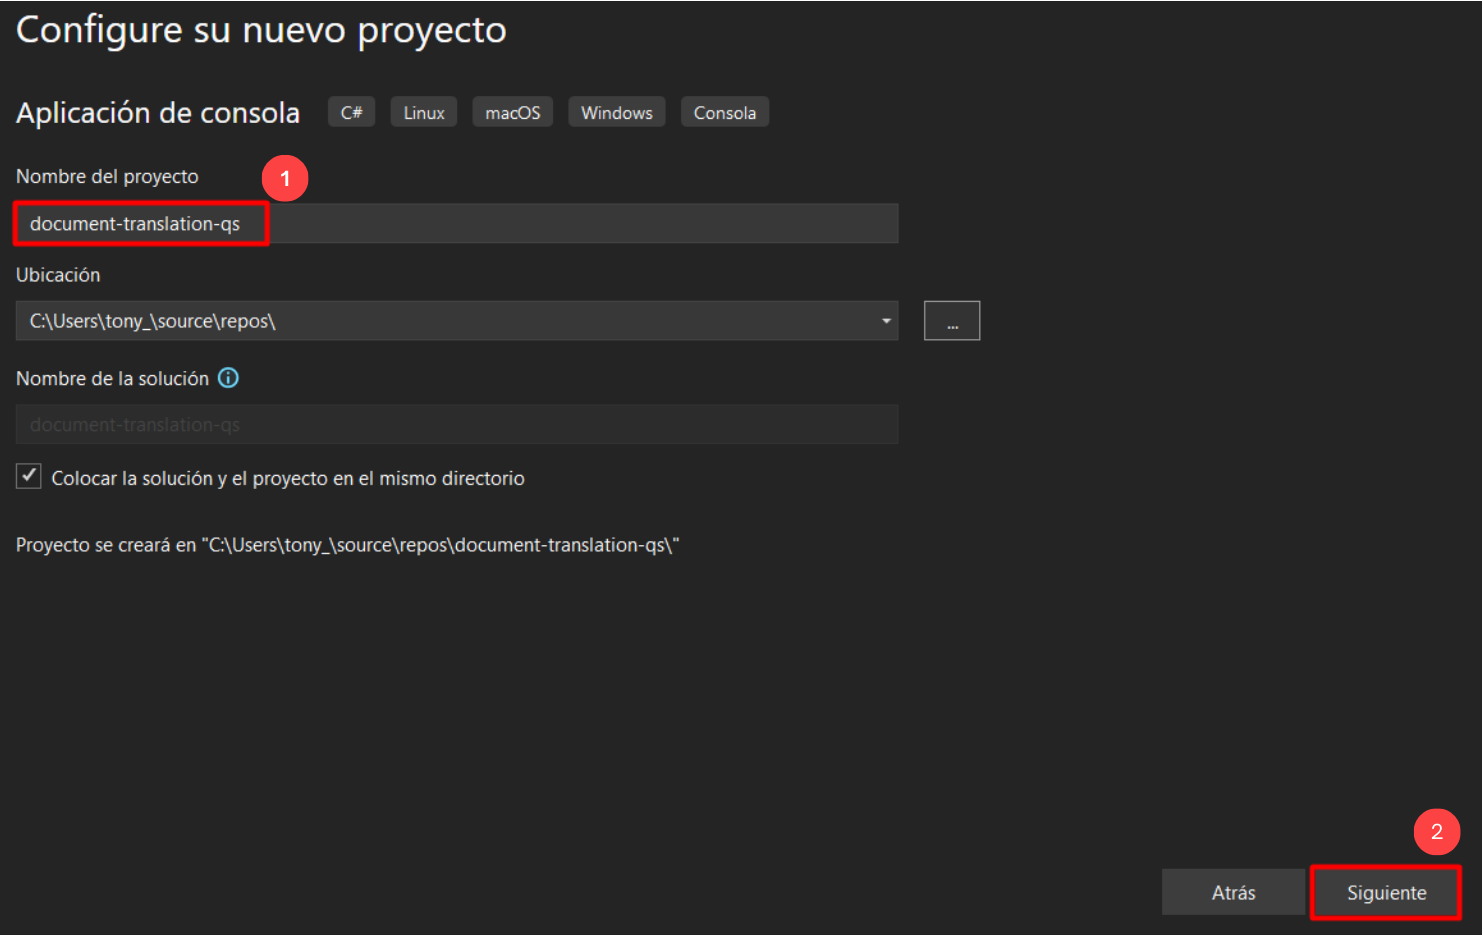 Configure su nuevo proyecto
Aplicación de consola C# Linux macOS Windows Consola
Nombre del proyecto 1
document-translation-qs
Ubicación
C:\Users\tony_\source\repos\
...
Nombre de la solución
document-translation-qs
Colocar la solución y el proyecto en el mismo directorio
Proyecto se creará en "C:\Users\tony_\source\repos\document-translation-qs\"
2
Atrás Siguiente